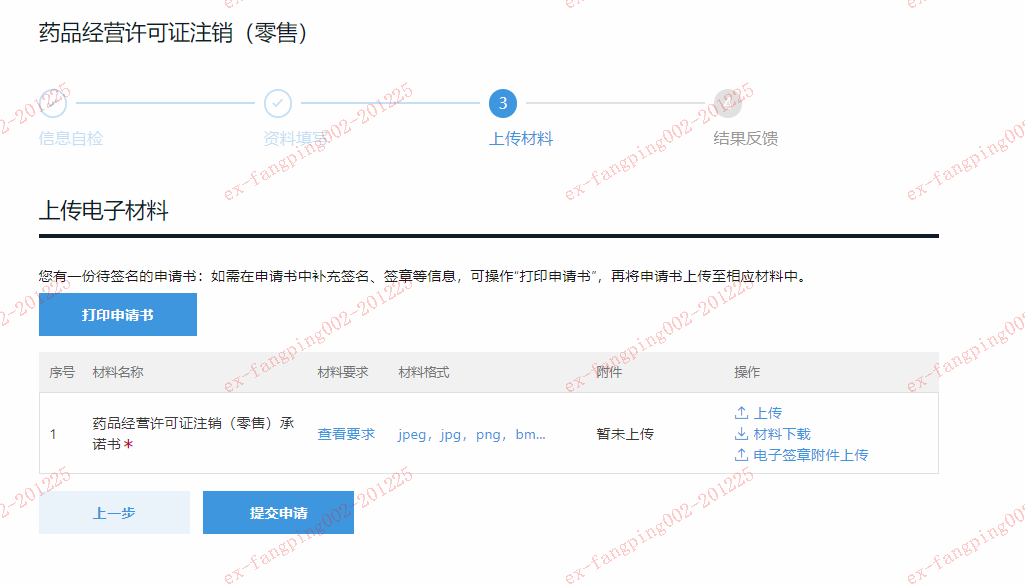 药品经营许可证注销（零售）
3
信息自检
资料填写
上传材料
结果反馈
上传电子材料
您有一份待签名的申请书：如需在申请书中补充签名、签章等信息，可操作“打印申请书”，再将申请书上传至相应材料中。
打印申请书
序号 材料名称 材料要求 材料格式 附件 操作
1 药品经营许可证注销（零售）承诺书* 查看要求 jpeg，jpg，png，bm... 暂未上传 上传
材料下载
电子签章附件上传
上一步 提交申请
ex-fangping002-201225